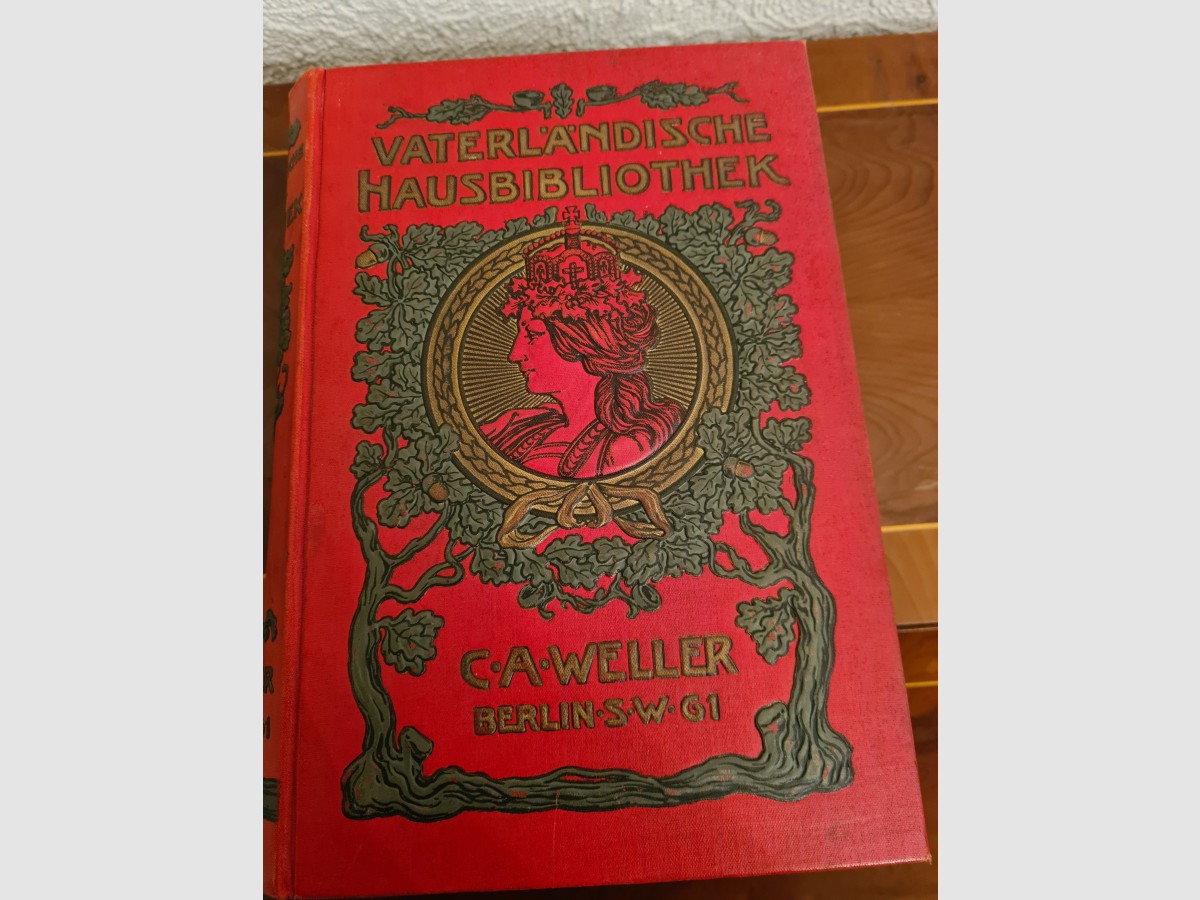 VATERLÄNDISCHE
HAUSBIBLIOTHEK
C·A·WELLER
BERLIN·S·W·61